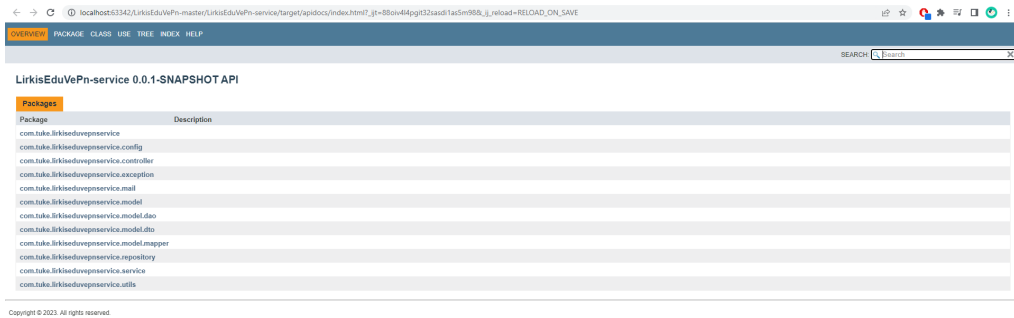 localhost:63342/LirkisEduVePn-master/LirkisEduVePn-service/target/apidocs/index.html?_ijt=88oiv4l4pgit32sasdi1as5m98&_ij_reload=RELOAD_ON_SAVE
OVERVIEW PACKAGE CLASS USE TREE INDEX HELP
SEARCH: Search
LirkisEduVePn-service 0.0.1-SNAPSHOT API
Packages
Package Description
com.tuke.lirkiseduvepnservice
com.tuke.lirkiseduvepnservice.config
com.tuke.lirkiseduvepnservice.controller
com.tuke.lirkiseduvepnservice.exception
com.tuke.lirkiseduvepnservice.mail
com.tuke.lirkiseduvepnservice.model
com.tuke.lirkiseduvepnservice.model.dao
com.tuke.lirkiseduvepnservice.model.dto
com.tuke.lirkiseduvepnservice.model.mapper
com.tuke.lirkiseduvepnservice.repository
com.tuke.lirkiseduvepnservice.service
com.tuke.lirkiseduvepnservice.utils
Copyright © 2023. All rights reserved.